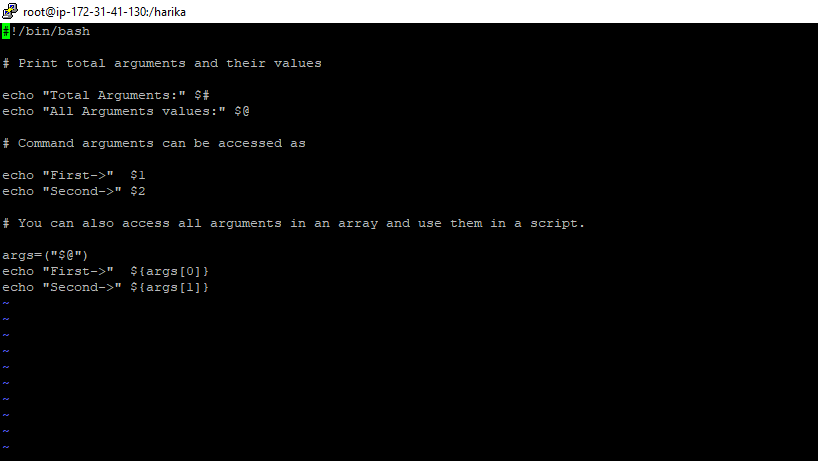 root@ip-172-31-41-130:/harika
#!/bin/bash
# Print total arguments and their values
echo "Total Arguments:" $#
echo "All Arguments values:" $@
# Command arguments can be accessed as
echo "First->"  $1
echo "Second->" $2
# You can also access all arguments in an array and use them in a script.
args=("$@")
echo "First->"  ${args[0]}
echo "Second->" ${args[1]}
~
~
~
~
~
~
~
~
~
~